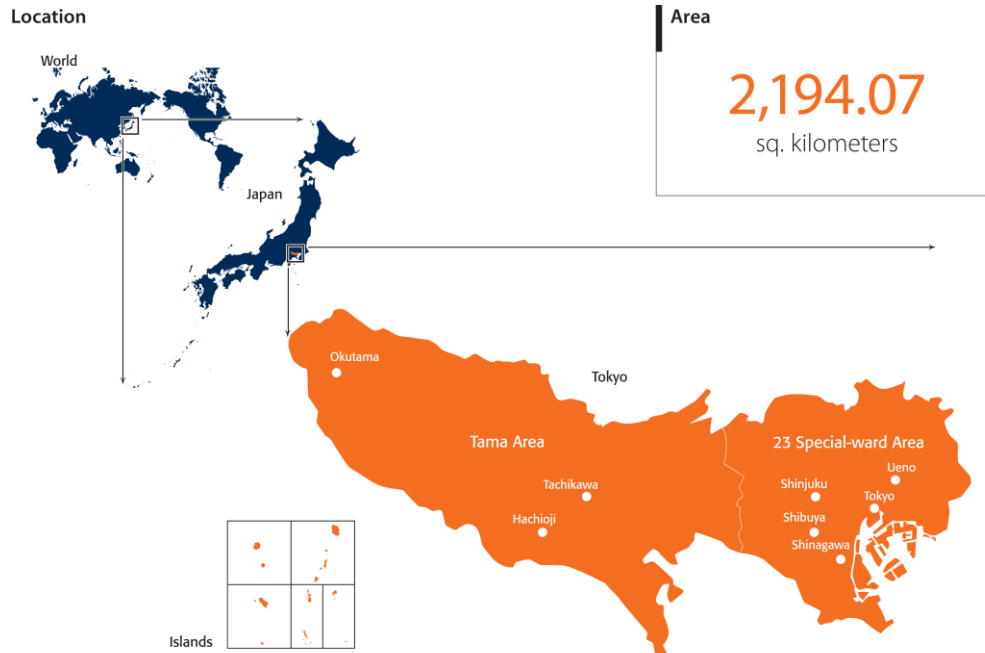 Location
World
Japan
Area
2,194.07
sq. kilometers
Tokyo
Okutama
Tama Area
Tachikawa
Hachioji
23 Special-ward Area
Ueno
Shinjuku
Tokyo
Shibuya
Shinagawa
Islands